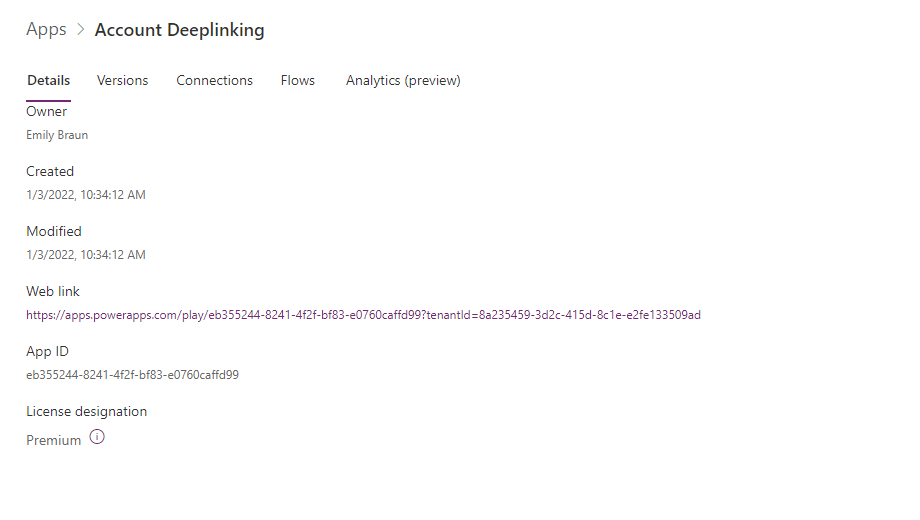 Apps > Account Deeplinking
Details Versions Connections Flows Analytics (preview)
Owner
Emily Braun
Created
1/3/2022, 10:34:12 AM
Modified
1/3/2022, 10:34:12 AM
Web link
https://apps.powerapps.com/play/eb355244-8241-4f2f-bf83-e0760caffd99?tenantId=8a235459-3d2c-415d-8c1e-e2fe133509ad
App ID
eb355244-8241-4f2f-bf83-e0760caffd99
License designation
Premium